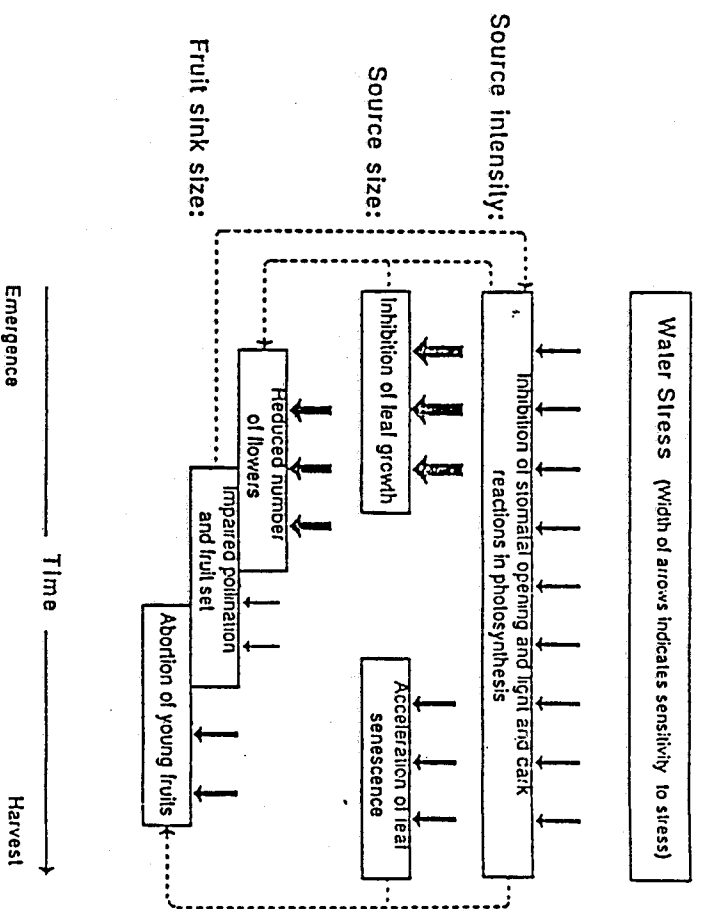 Water Stress (Width of arrows indicates sensitivity to stress)
Source intensity:
Inhibition of stomatal opening and light and dark
reactions in photosynthesis
Source size:
Inhibition of leaf growth
Acceleration of leaf
senescence
Fruit sink size:
Reduced number
of flowers
Impaired pollination
and fruit set
Abortion of young fruits
Emergence
Time
Harvest